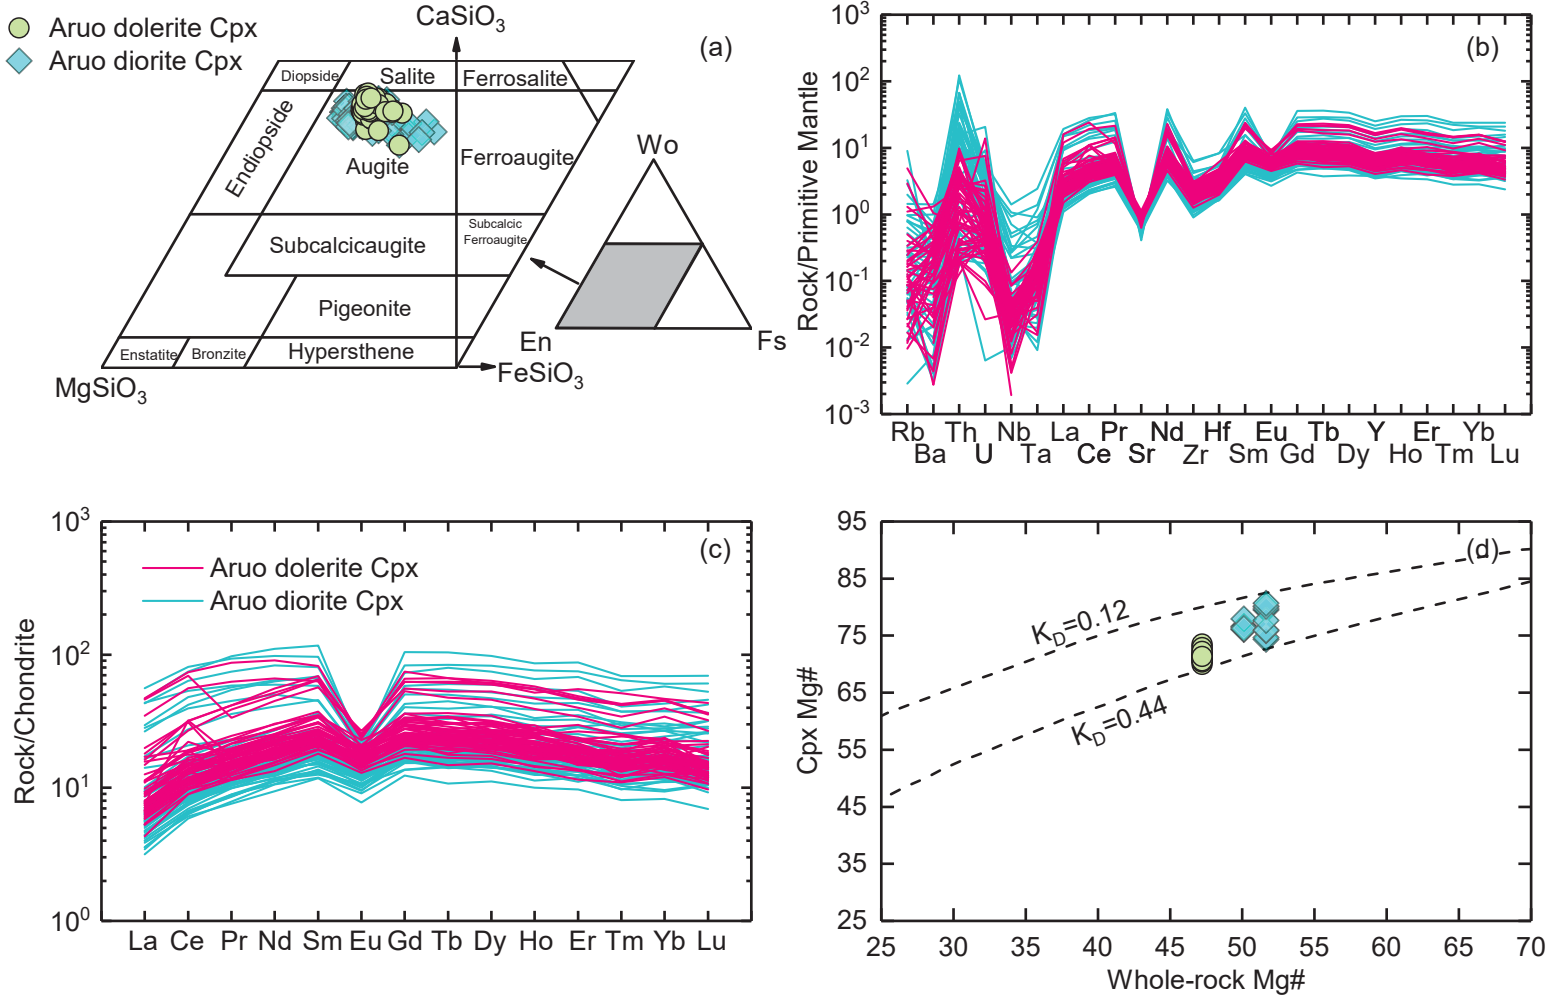 Aruo dolerite Cpx
Aruo diorite Cpx
CaSiO3
(a)
Diopside
Salite
Ferrosalite
Endiopside
Augite
Ferroaugite
Subcalcicaugite
Subcalcic
Ferroaugite
Pigeonite
Enstatite
Bronzite
Hypersthene
MgSiO3
FeSiO3
Wo
En
Fs
(b)
Rock/Primitive Mantle
10^3
10^2
10^1
10^0
10^-1
10^-2
10^-3
Rb Th Nb La Pr Nd Hf Eu Tb Y Er Yb
Ba U Ta Ce Sr Zr Sm Gd Dy Ho Tm Lu
(c)
Aruo dolerite Cpx
Aruo diorite Cpx
Rock/Chondrite
10^3
10^2
10^1
10^0
La Ce Pr Nd Sm Eu Gd Tb Dy Ho Er Tm Yb Lu
(d)
Cpx Mg#
95
85
75
65
55
45
35
25
KD=0.12
KD=0.44
25 30 35 40 45 50 55 60 65 70
Whole-rock Mg#